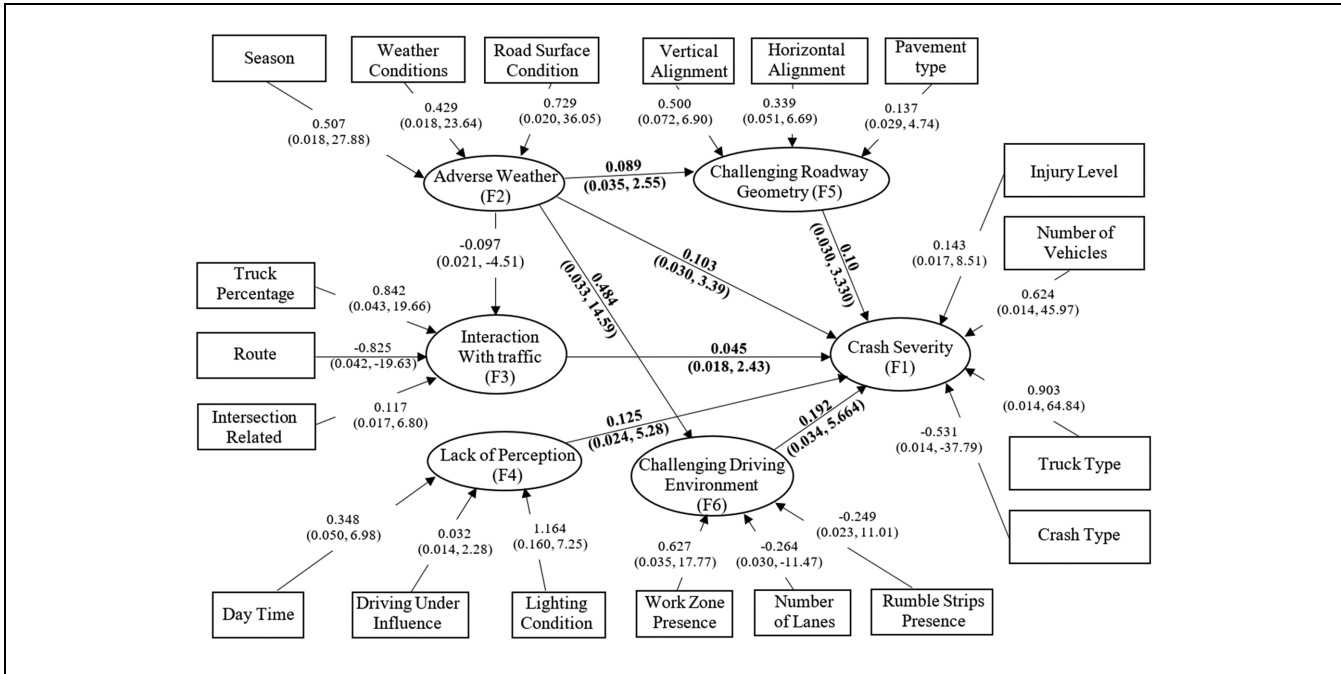 Season
Weather
Conditions
Road Surface
Condition
Vertical
Alignment
Horizontal
Alignment
Pavement
type
0.507
(0.018, 27.88)
0.429
(0.018, 23.64)
0.729
(0.020, 36.05)
0.500
(0.072, 6.90)
0.339
(0.051, 6.69)
0.137
(0.029, 4.74)
Adverse Weather
(F2)
0.089
(0.035, 2.55)
Challenging Roadway
Geometry (F5)
Injury Level
Number of
Vehicles
0.143
(0.017, 8.51)
0.624
(0.014, 45.97)
-0.097
(0.021, -4.51)
0.484
(0.033, 14.59)
0.103
(0.030, 3.39)
0.10
(0.030, 3.330)
Truck
Percentage
0.842
(0.043, 19.66)
Route
-0.825
(0.042, -19.63)
Intersection
Related
0.117
(0.017, 6.80)
Interaction
With traffic
(F3)
0.045
(0.018, 2.43)
Crash Severity
(F1)
0.903
(0.014, 64.84)
-0.531
(0.014, -37.79)
Truck Type
Crash Type
Lack of Perception
(F4)
0.125
(0.024, 5.28)
0.192
(0.034, 5.664)
Challenging Driving
Environment
(F6)
0.348
(0.050, 6.98)
0.032
(0.014, 2.28)
1.164
(0.160, 7.25)
0.627
(0.035, 17.77)
-0.264
(0.030, -11.47)
-0.249
(0.023, 11.01)
Day Time
Driving Under
Influence
Lighting
Condition
Work Zone
Presence
Number
of Lanes
Rumble Strips
Presence